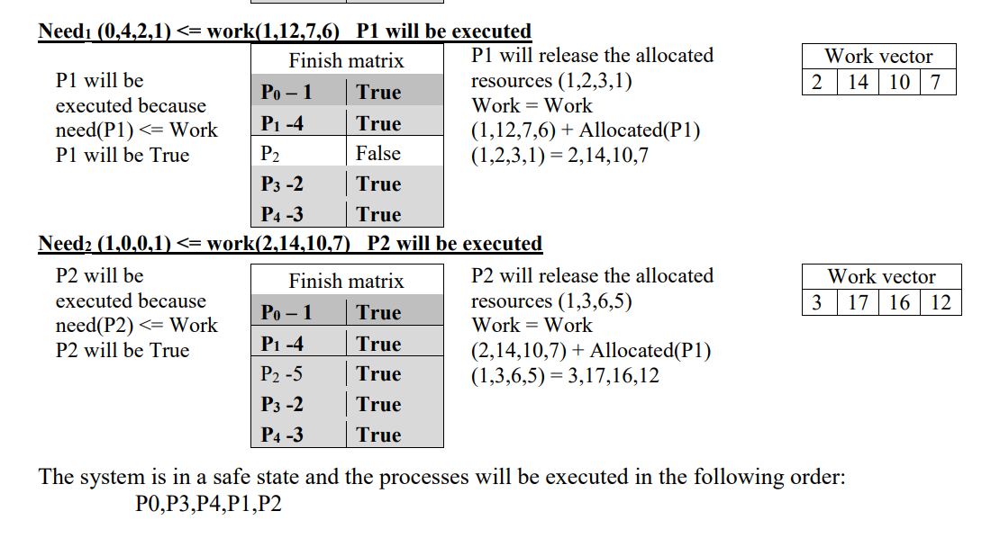 Need₁ (0,4,2,1) <= work(1,12,7,6) P1 will be executed
P1 will be
executed because
need(P1) <= Work
P1 will be True
Finish matrix
P₀ – 1 True
P₁ -4 True
P₂ False
P₃ -2 True
P₄ -3 True
P1 will release the allocated
resources (1,2,3,1)
Work = Work
(1,12,7,6) + Allocated(P1)
(1,2,3,1) = 2,14,10,7
Work vector
2 14 10 7
Need₂ (1,0,0,1) <= work(2,14,10,7) P2 will be executed
P2 will be
executed because
need(P2) <= Work
P2 will be True
Finish matrix
P₀ – 1 True
P₁ -4 True
P₂ -5 True
P₃ -2 True
P₄ -3 True
P2 will release the allocated
resources (1,3,6,5)
Work = Work
(2,14,10,7) + Allocated(P1)
(1,3,6,5) = 3,17,16,12
Work vector
3 17 16 12
The system is in a safe state and the processes will be executed in the following order:
P0,P3,P4,P1,P2